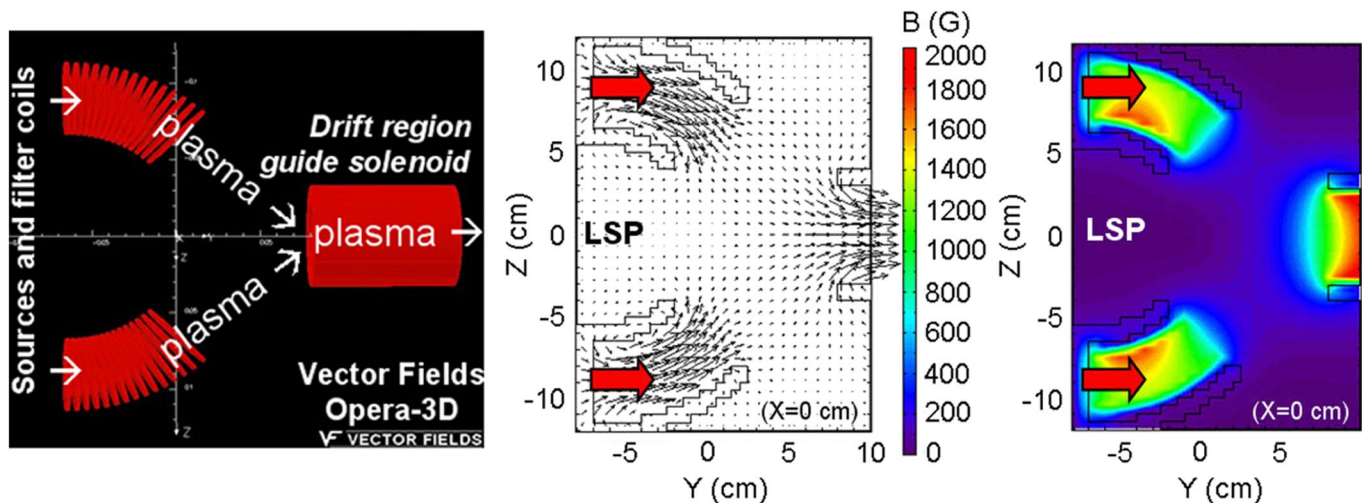 Sources and filter coils
plasma
Drift region
guide solenoid
plasma
plasma
Vector Fields
Opera-3D
VF VECTOR FIELDS
Z
10
5
0
-5
-10
Z (cm)
LSP
(X=0 cm)
-5
0
5
10
Y (cm)
B (G)
2000
1800
1600
1400
1200
1000
800
600
400
200
0
10
5
0
-5
-10
Z (cm)
LSP
(X=0 cm)
-5
0
5
Y (cm)